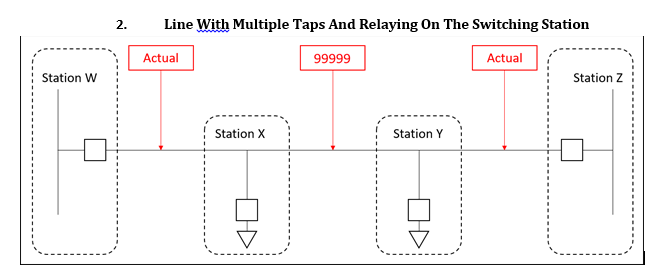 2. Line With Multiple Taps And Relaying On The Switching Station
Actual 99999 Actual
Station W Station Z
Station X Station Y